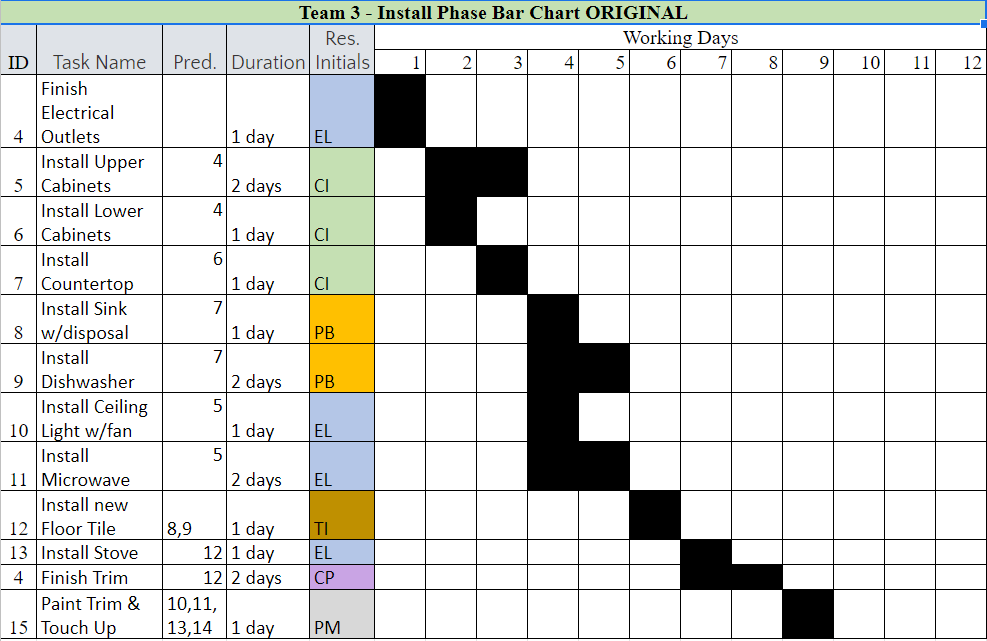 Team 3 - Install Phase Bar Chart ORIGINAL
Res. Working Days
ID Task Name Pred. Duration Initials 1 2 3 4 5 6 7 8 9 10 11 12
Finish
Electrical
4 Outlets 1 day EL
Install Upper 4
5 Cabinets 2 days CI
Install Lower 4
6 Cabinets 1 day CI
Install 6
7 Countertop 1 day CI
Install Sink 7
8 w/disposal 1 day PB
Install 7
9 Dishwasher 2 days PB
Install Ceiling 5
10 Light w/fan 1 day EL
Install 5
11 Microwave 2 days EL
Install new
12 Floor Tile 8,9 1 day TI
13 Install Stove 12 1 day EL
4 Finish Trim 12 2 days CP
Paint Trim & 10,11,
15 Touch Up 13,14 1 day PM